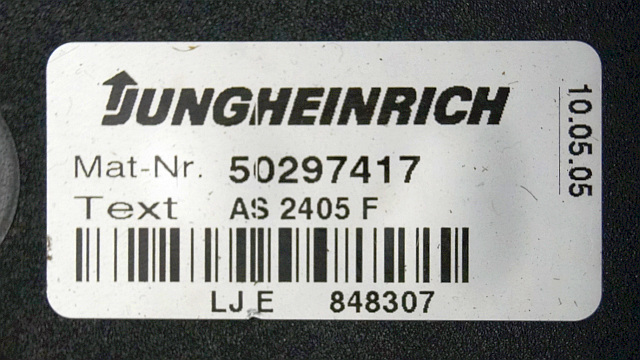 JUNGHEINRICH
Mat-Nr. 50297417
Text AS 2405 F
LJ E 848307
10.05.05